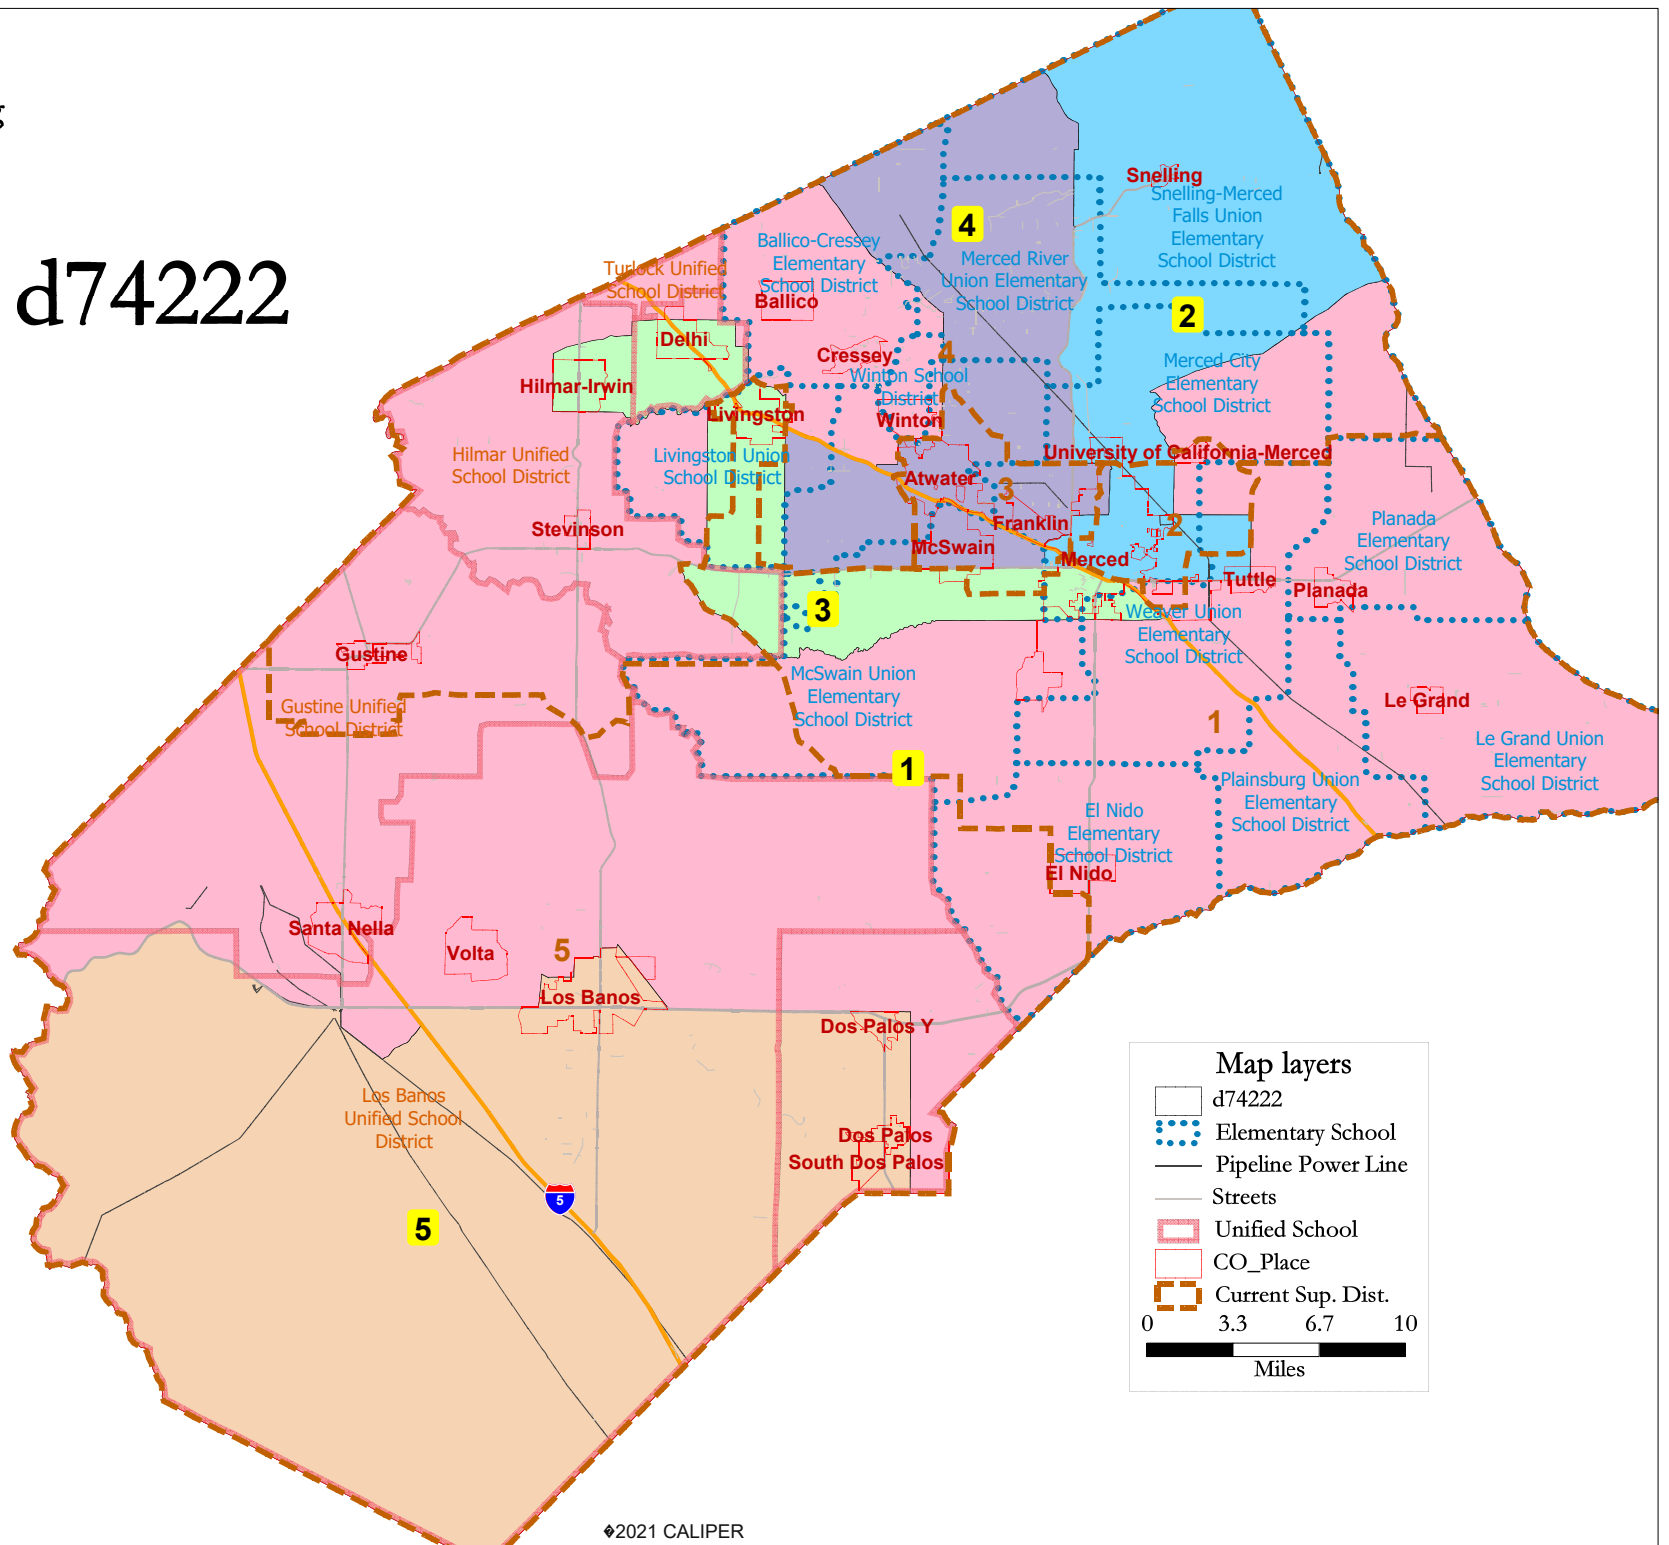 g
d74222
Snelling
Snelling-Merced
Falls Union
Elementary
School District
4
Merced River
Union Elementary
School District
Ballico-Cressey
Elementary
School District
Ballico
Turlock Unified
School District
2
Delhi
Cressey
4
Winton School
District
Merced City
Elementary
School District
Hilmar-Irwin
Livingston
Winton
University of California-Merced
Hilmar Unified
School District
Livingston Union
School District
Atwater
3
Stevinson
Franklin
2
McSwain
Merced
Planada
Elementary
School District
Tuttle
Planada
3
Weaver Union
Elementary
School District
Gustine
McSwain Union
Elementary
School District
Gustine Unified
School District
Le Grand
1
Le Grand Union
Elementary
School District
1
Plainsburg Union
Elementary
School District
El Nido
Elementary
School District
El Nido
Santa Nella
Volta
5
Los Banos
Dos Palos Y
Los Banos
Unified School
District
Dos Palos
South Dos Palos
5
5
Map layers
d74222
Elementary School
Pipeline Power Line
Streets
Unified School
CO_Place
Current Sup. Dist.
0 3.3 6.7 10
Miles
�2021 CALIPER